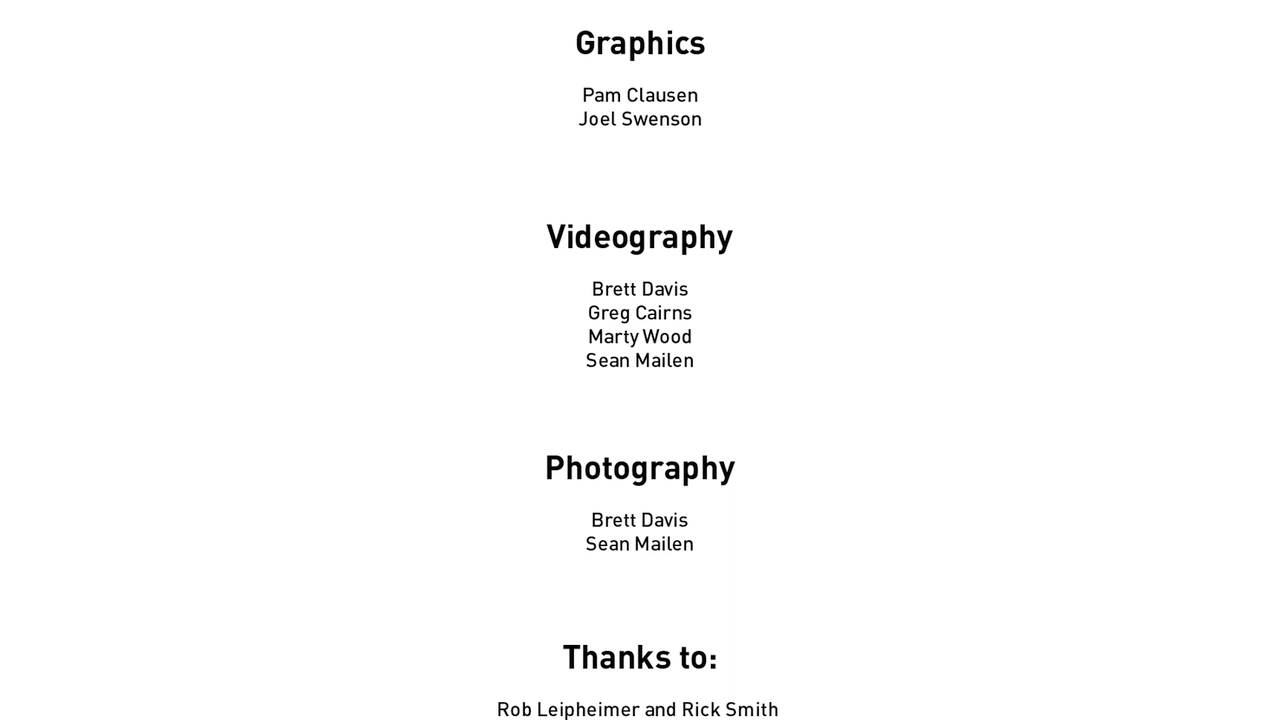 Graphics
Pam Clausen
Joel Swenson
Videography
Brett Davis
Greg Cairns
Marty Wood
Sean Mailen
Photography
Brett Davis
Sean Mailen
Thanks to:
Rob Leipheimer and Rick Smith